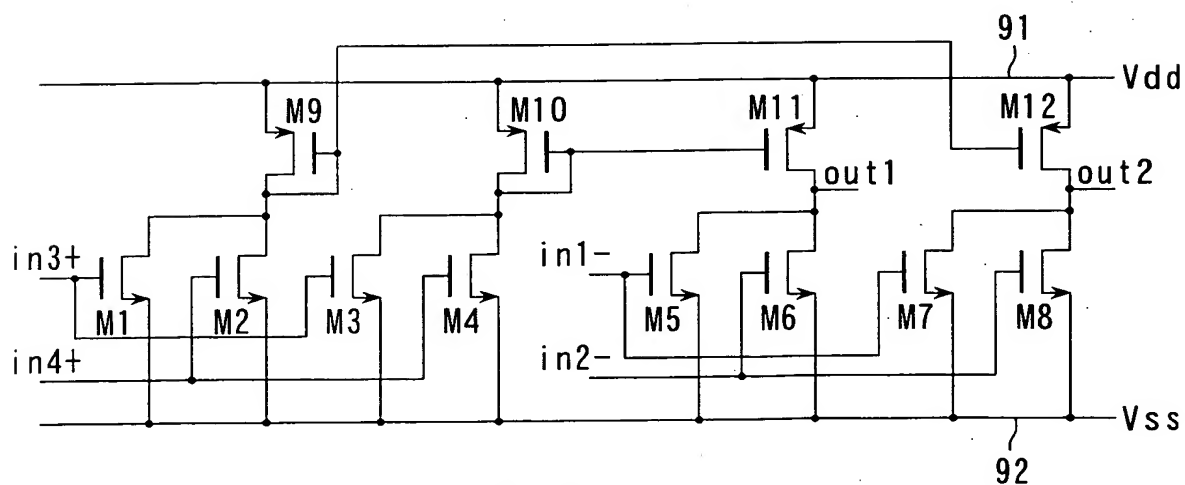 91
Vdd
M9
M10
M11
M12
out1
out2
in3+
in1-
M1
M2
M3
M4
M5
M6
M7
M8
in4+
in2-
Vss
92